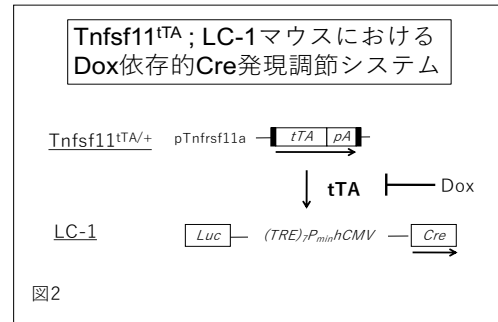 Tnfsf11tTA ; LC-1マウスにおける
Dox依存的Cre発現調節システム
Tnfsf11tTA/+ pTnfrsf11a tTA pA
tTA Dox
LC-1 Luc (TRE)7PminhCMV Cre
図2